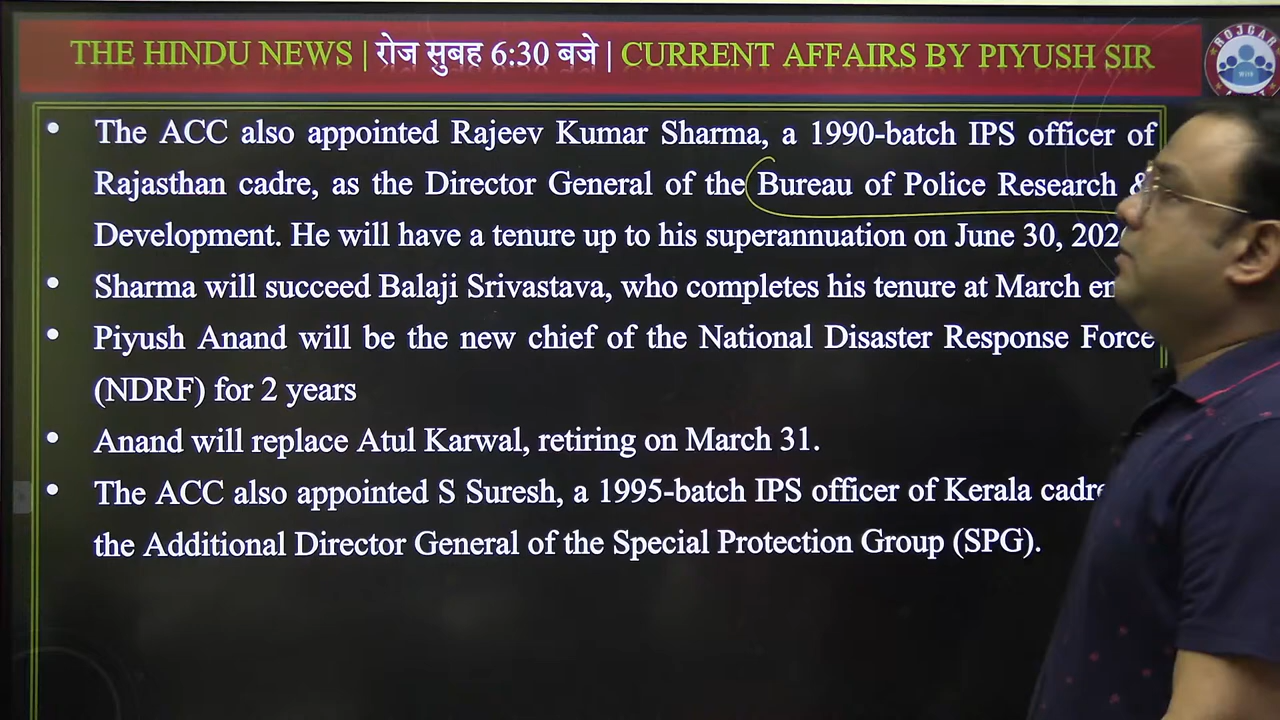 THE HINDU NEWS | रोज सुबह 6:30 बजे | CURRENT AFFAIRS BY PIYUSH SIR
ROJGAR
With
• The ACC also appointed Rajeev Kumar Sharma, a 1990-batch IPS officer of
Rajasthan cadre, as the Director General of the Bureau of Police Research &
Development. He will have a tenure up to his superannuation on June 30,
• Sharma will succeed Balaji Srivastava, who completes his tenure at March
• Piyush Anand will be the new chief of the National Disaster Response Force
(NDRF) for 2 years
• Anand will replace Atul Karwal, retiring on March 31.
• The ACC also appointed S Suresh, a 1995-batch IPS officer of Kerala cadre
the Additional Director General of the Special Protection Group (SPG).